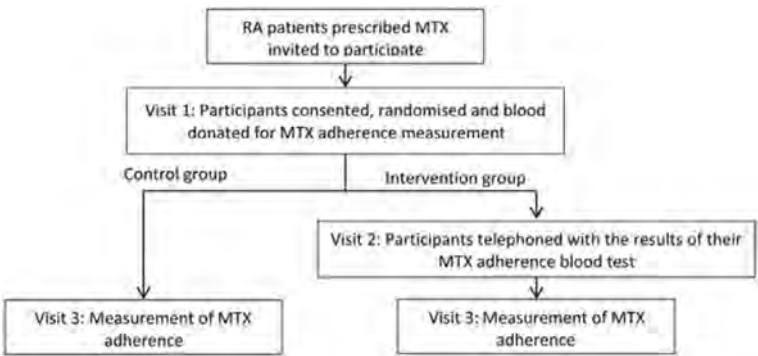 RA patients prescribed MTX
invited to participate
Visit 1: Participants consented, randomised and blood
donated for MTX adherence measurement
Control group
Intervention group
Visit 2: Participants telephoned with the results of their
MTX adherence blood test
Visit 3: Measurement of MTX
adherence
Visit 3: Measurement of MTX
adherence